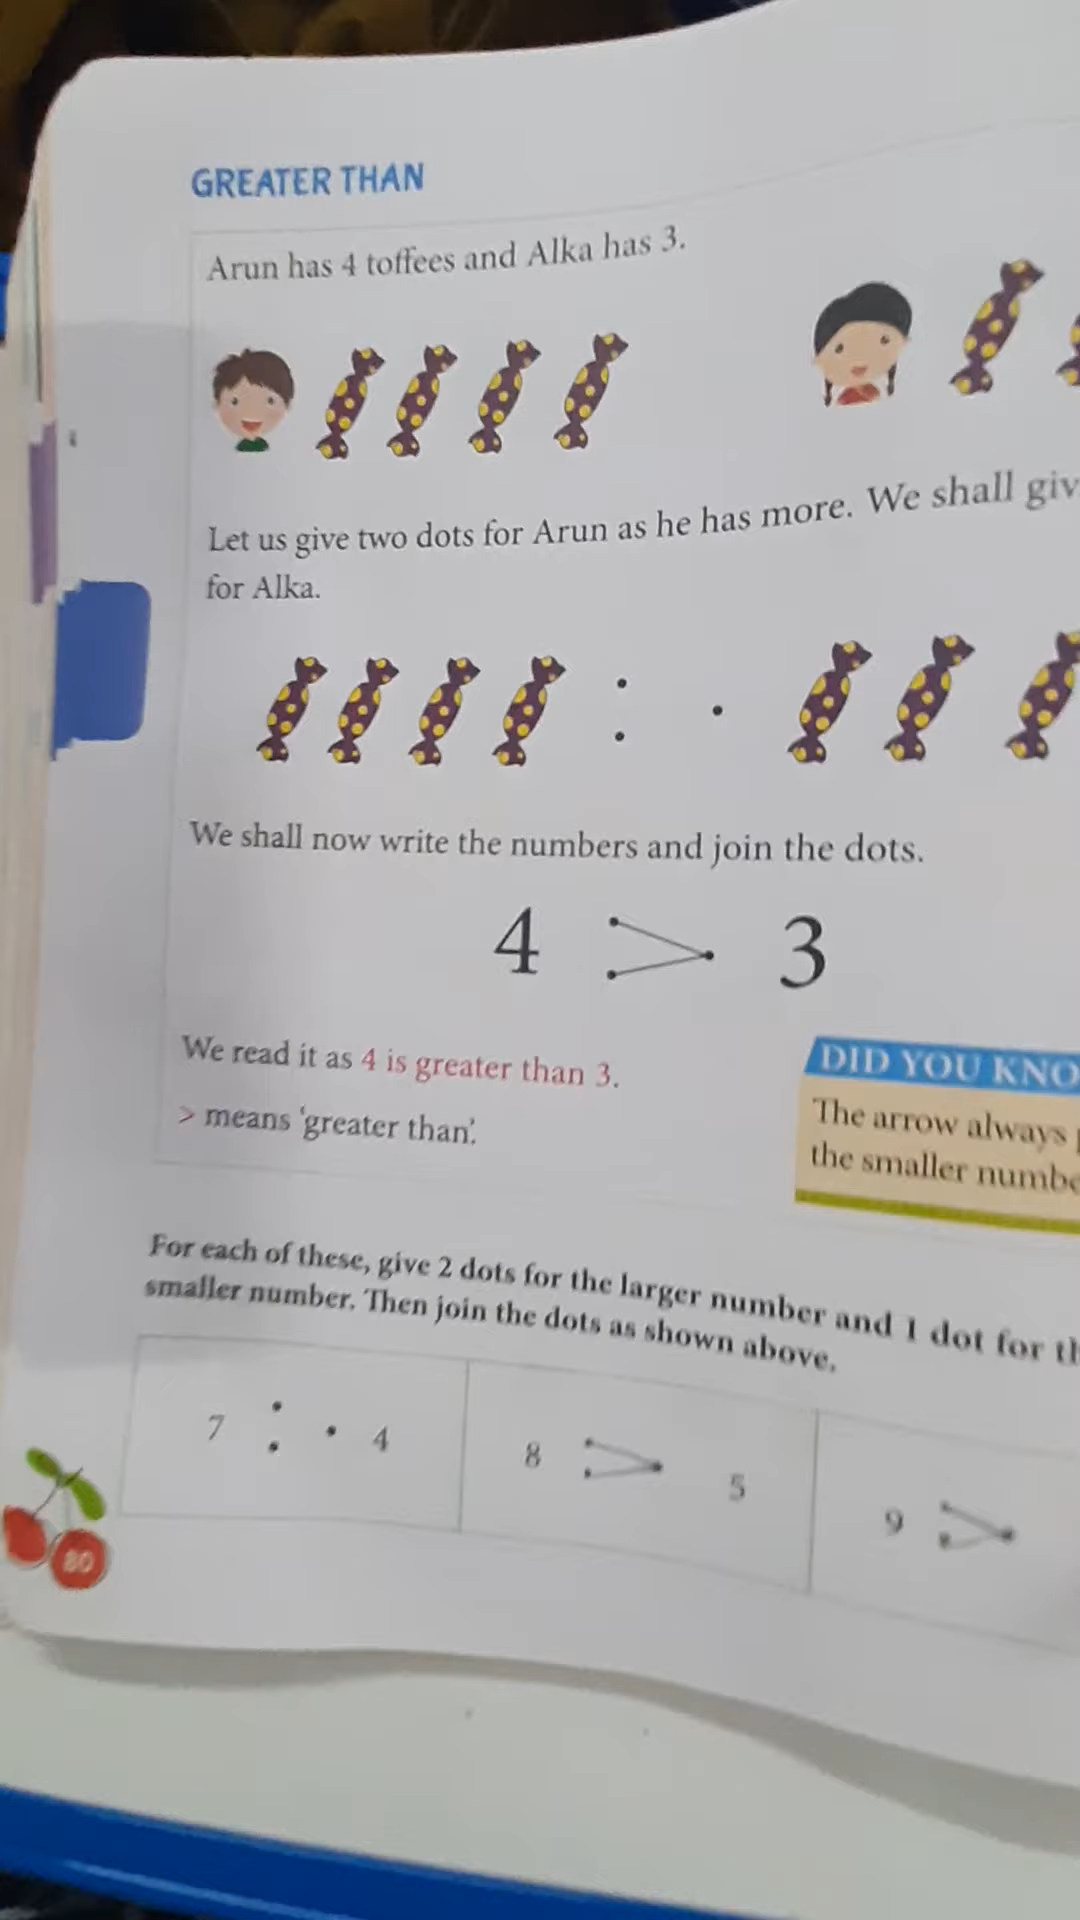 GREATER THAN
Arun has 4 toffees and Alka has 3.
Let us give two dots for Arun as he has more. We shall giv
for Alka.
We shall now write the numbers and join the dots.
4 > 3
We read it as 4 is greater than 3.
> means 'greater than'.
DID YOU KNO
The arrow always
the smaller numbe
For each of these, give 2 dots for the larger number and 1 dot for th
smaller number. Then join the dots as shown above.
7 : · 4
8 > 5
9 >
80